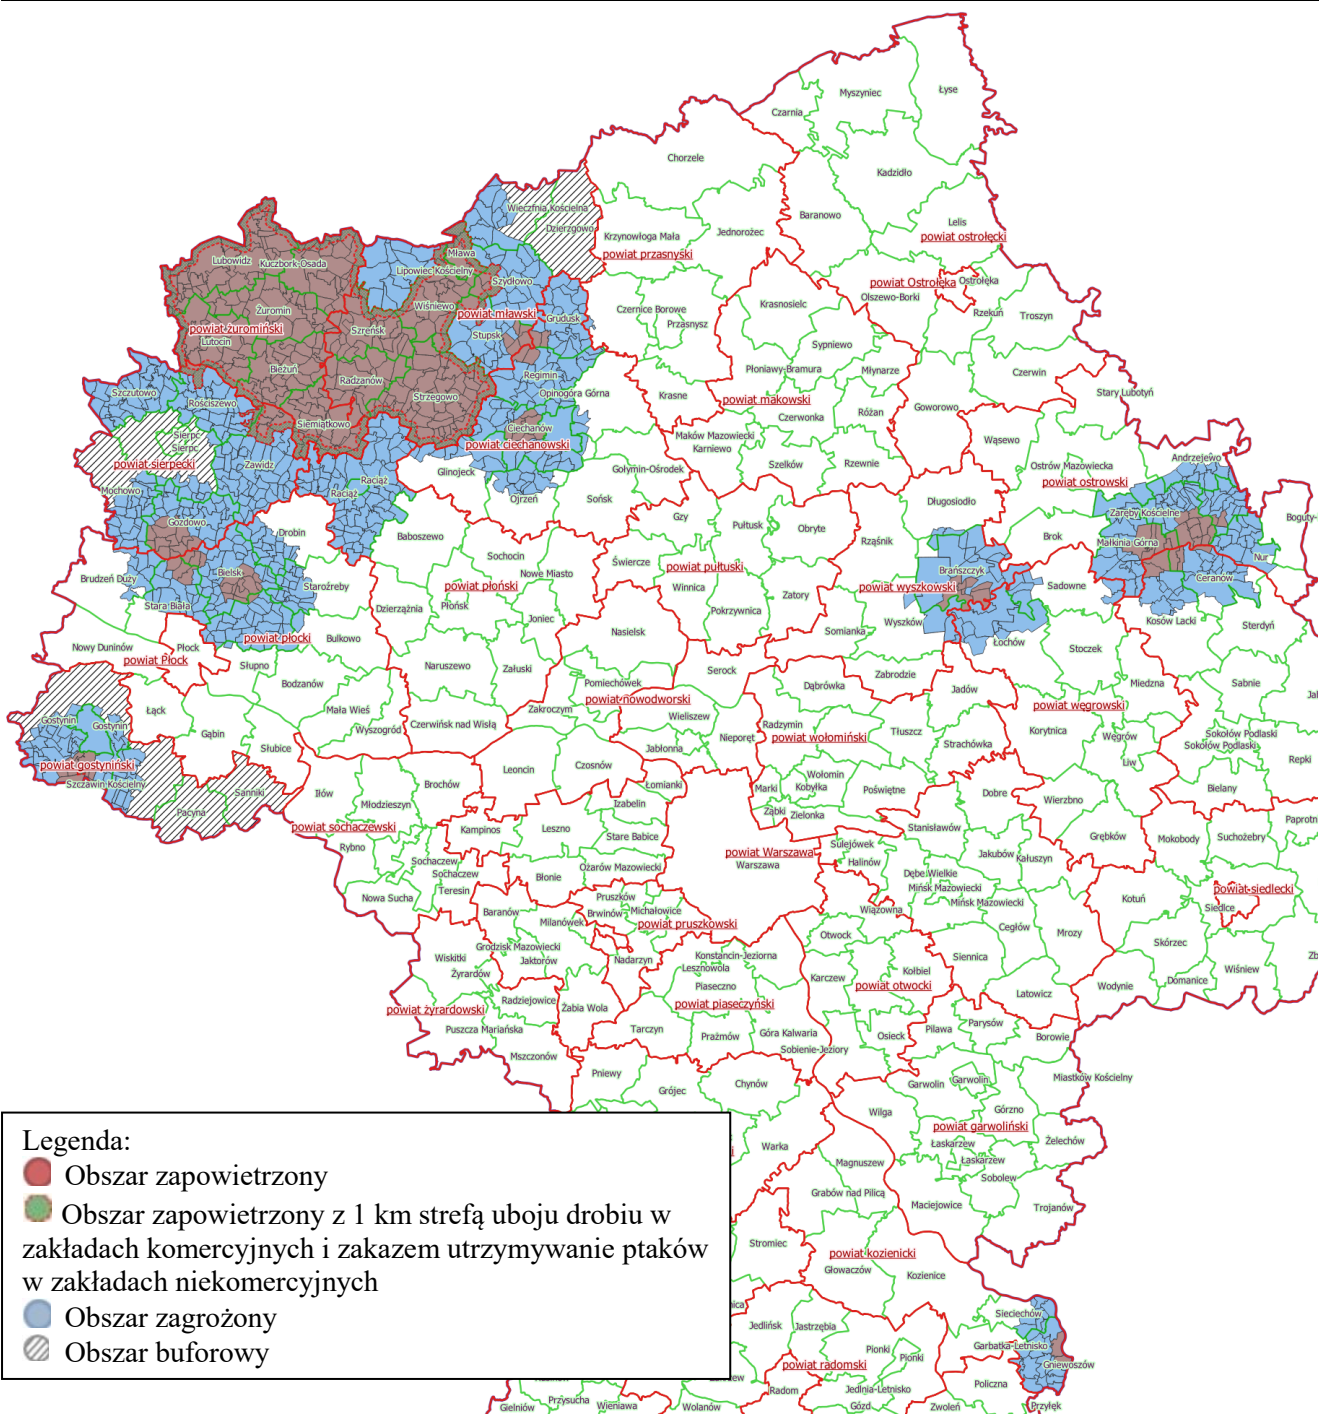 Łyse
Myszyniec
Czarnia
Chorzele
Kadzidło
Wieczfnia Kościelna
Baranowo
Lelis
Dzierzgowo
Krzynowłoga Mała
Jednorożec
powiat ostrołęcki
Mława
powiat przasnyski
Lubowidz
Kuczbork-Osada
Lipowiec Kościelny
Szydłowo
powiat Ostrołęka
Ostrołęka
Olszewo-Borki
Krasnosielc
Wiśniewo
Żuromin
Czernice Borowe
Rzekuń
Troszyn
powiat mławski
Grudusk
Przasnysz
powiat żuromiński
Szreńsk
Stupsk
Lutocin
Sypniewo
Bieżuń
Regimin
Płoniawy-Bramura
Młynarze
Czerwin
Radzanów
Szczutowo
Opinogóra Górna
Krasne
Strzegowo
Stary Lubotyń
Rościszewo
powiat makowski
Różan
Goworowo
Siemiątkowo
Czerwonka
Ciechanów
Sierpc
Maków Mazowiecki
Wąsewo
powiat ciechanowski
Sierpc
Karniewo
powiat sierpecki
Zawidz
Szelków
Rzewnie
Ostrów Mazowiecka
Andrzejewo
Glinojeck
Gołymin-Ośrodek
powiat ostrowski
Raciąż
Mochowo
Raciąż
Ojrzeń
Sońsk
Długosiodło
Zaręby Kościelne
Boguty-
Gozdowo
Gzy
Pułtusk
Obryte
Drobin
Baboszewo
Rząśnik
Brok
Małkinia Górna
Sochocin
Nur
Świercze
powiat pułtuski
Bielsk
Nowe Miasto
Brańszczyk
Brudzeń Duży
Staroźreby
powiat płoński
Winnica
powiat wyszkowski
Sadowne
Ceranów
Stara Biała
Dzierzążnia
Płońsk
Zatory
Pokrzywnica
Joniec
Wyszków
Kosów Lacki
Sterdyń
powiat płocki
Bulkowo
Nasielsk
Somianka
Łochów
Nowy Duninów
Płock
Stoczek
powiat Płock
Słupno
Naruszewo
Załuski
Serock
Zabrodzie
Bodzanów
Pomiechówek
Dąbrówka
Jadów
Miedzna
Sabnie
powiat nowodworski
powiat węgrowski
Łąck
Mała Wieś
Zakroczym
Wieliszew
Gostynin
Gostynin
Wyszogród
Czerwińsk nad Wisłą
Radzymin
Tłuszcz
Korytnica
Węgrów
Sokołów Podlaski
Gąbin
Nieporęt
powiat wołomiński
Strachówka
Sokołów Podlaski
Słubice
Jabłonna
Liw
Repki
powiat gostyniński
Leoncin
Czosnów
Wołomin
Szczawin Kościelny
Brochów
Łomianki
Marki
Kobyłka
Poświętne
Dobre
Bielany
Sanniki
Iłów
Młodzieszyn
Izabelin
Wierzbno
Pacyna
Ząbki
Zielonka
powiat sochaczewski
Kampinos
Leszno
Stare Babice
Stanisławów
Grębków
Mokobody
Suchożebry
Rybno
Sulejówek
powiat Warszawa
Jakubów
Kałuszyn
Sochaczew
Ożarów Mazowiecki
Warszawa
Halinów
Sochaczew
Błonie
Dębe Wielkie
Teresin
Mińsk Mazowiecki
powiat siedlecki
Nowa Sucha
Pruszków
Mińsk Mazowiecki
Kotuń
Siedlce
Baranów
Brwinów
Michałowice
Wiązowna
Milanówek
powiat pruszkowski
Cegłów
Mrozy
Otwock
Skórzec
Grodzisk Mazowiecki
Wiskitki
Jaktorów
Nadarzyn
Konstancin-Jeziorna
Siennica
Żyrardów
Lesznowola
Kołbiel
Wiśniew
Karczew
powiat otwocki
Wodynie
Domanice
Piaseczno
Radziejowice
Żabia Wola
powiat piaseczyński
Latowicz
powiat żyrardowski
Puszcza Mariańska
Tarczyn
Prażmów
Góra Kalwaria
Osieck
Pilawa
Parysów
Borowie
Mszczonów
Sobienie-Jeziory
Pniewy
Chynów
Garwolin
Garwolin
Miastków Kościelny
Grójec
Wilga
Górzno
powiat garwoliński
Warka
Łaskarzew
Żelechów
Magnuszew
Łaskarzew
Sobolew
Grabów nad Pilicą
Maciejowice
Trojanów
Stromiec
powiat kozienicki
Głowaczów
Kozienice
Sieciechów
Jedlińsk
Jastrzębia
Garbatka-Letnisko
Pionki
Pionki
Gniewoszów
powiat radomski
Radom
Jedlnia-Letnisko
Policzna
Przysucha
Wieniawa
Wolanów
Gózd
Zwoleń
Przyłęk
Gielniów
Legenda:
Obszar zapowietrzony
Obszar zapowietrzony z 1 km strefą uboju drobiu w
zakładach komercyjnych i zakazem utrzymywanie ptaków
w zakładach niekomercyjnych
Obszar zagrożony
Obszar buforowy